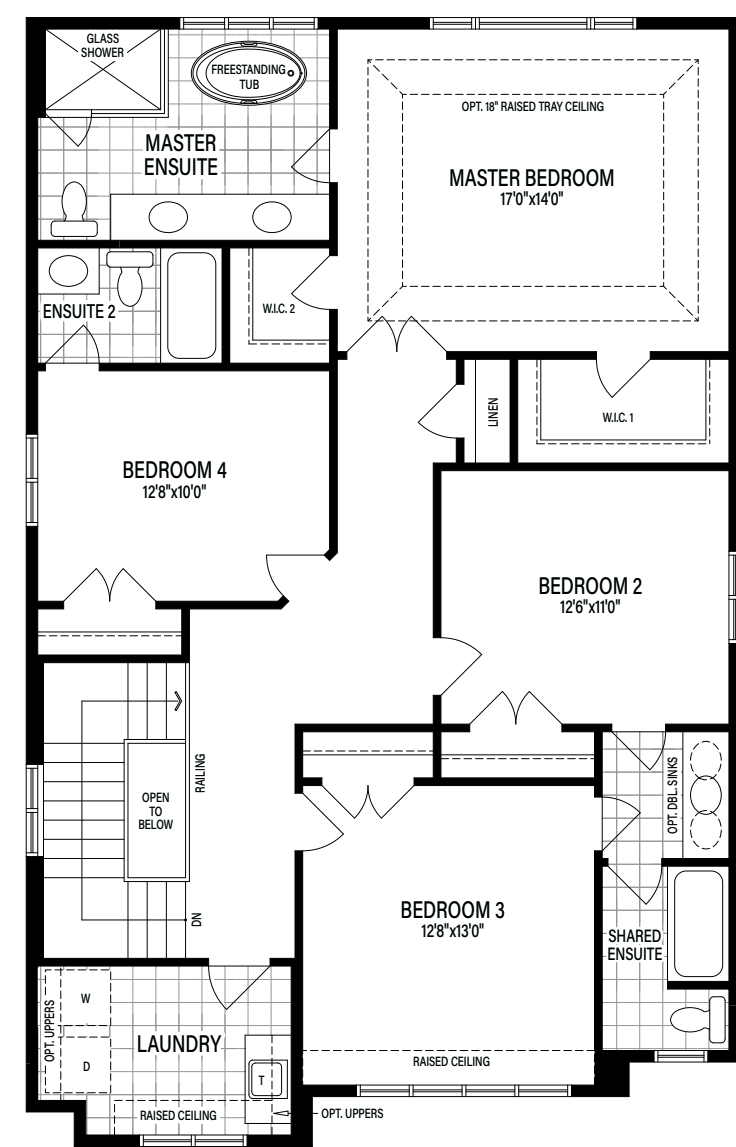 GLASS
SHOWER
FREESTANDING
TUB
MASTER
ENSUITE
OPT. 18" RAISED TRAY CEILING
MASTER BEDROOM
17'0"x14'0"
ENSUITE 2
W.I.C. 2
LINEN
W.I.C. 1
BEDROOM 4
12'8"x10'0"
BEDROOM 2
12'6"x11'0"
RAILING
OPEN
TO
BELOW
DN
OPT. DBL. SINKS
BEDROOM 3
12'8"x13'0"
SHARED
ENSUITE
OPT. UPPERS
W
D
LAUNDRY
T
RAISED CEILING
RAISED CEILING
OPT. UPPERS